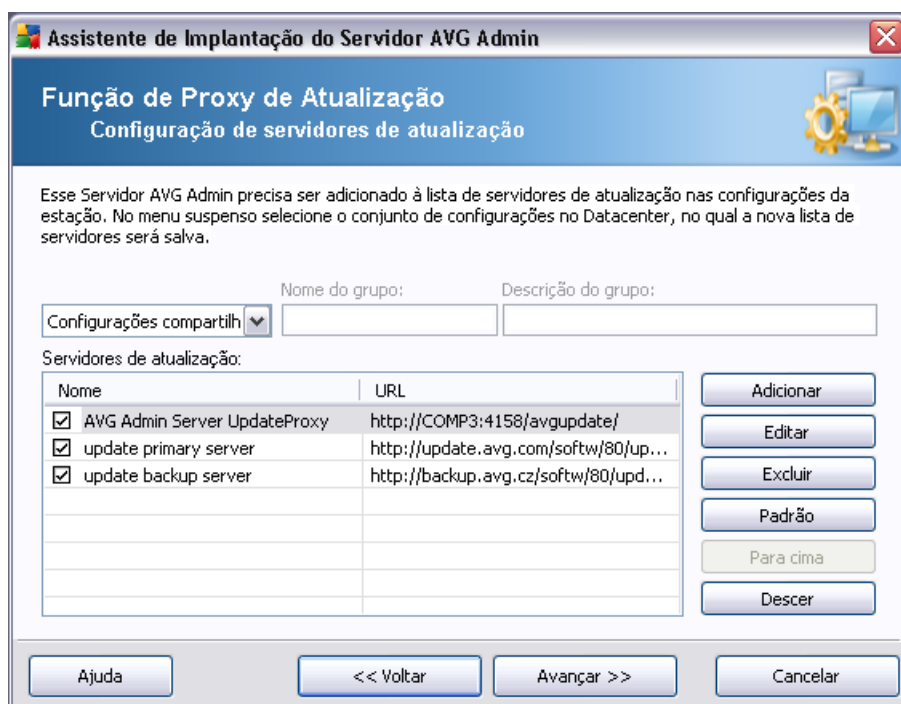 Assistente de Implantação do Servidor AVG Admin
Função de Proxy de Atualização
Configuração de servidores de atualização
Esse Servidor AVG Admin precisa ser adicionado à lista de servidores de atualização nas configurações da
estação. No menu suspenso selecione o conjunto de configurações no Datacenter, no qual a nova lista de
servidores será salva.
Nome do grupo: Descrição do grupo:
Configurações compartilh
Servidores de atualização:
Nome URL
AVG Admin Server UpdateProxy http://COMP3:4158/avgupdate/
update primary server http://update.avg.com/softw/80/up...
update backup server http://backup.avg.cz/softw/80/upd...
Adicionar
Editar
Excluir
Padrão
Para cima
Descer
Ajuda << Voltar Avançar >> Cancelar